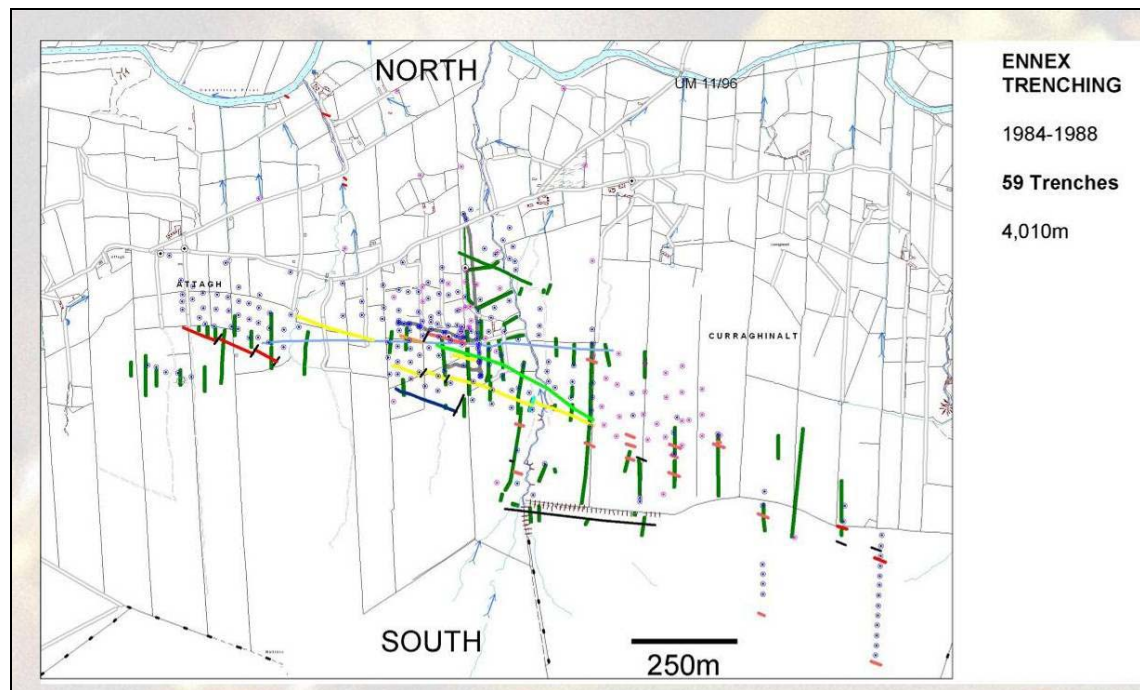 NORTH
UM 11/96
ENNEX
TRENCHING
1984-1988
59 Trenches
4,010m
ATTAGH
CURRAGHINALT
SOUTH
250m